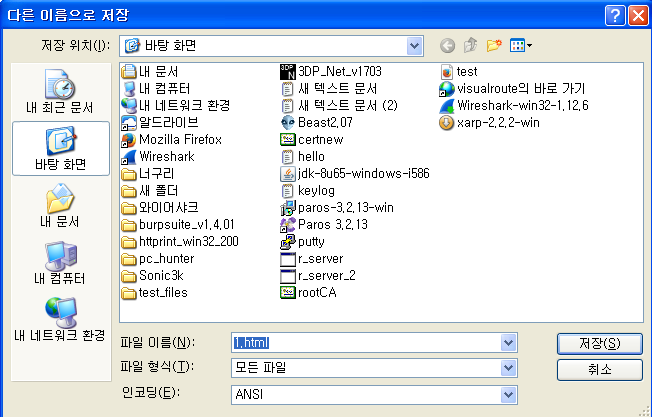 다른 이름으로 저장
저장 위치(I):
바탕 화면
내 최근 문서
바탕 화면
내 문서
내 컴퓨터
내 네트워크 환경
내 문서
내 컴퓨터
내 네트워크 환경
알드라이브
Mozilla Firefox
Wireshark
너구리
새 폴더
와이어샤크
burpsuite_v1.4.01
httprint_win32_200
pc_hunter
Sonic3k
test_files
3DP_Net_v1703
새 텍스트 문서
새 텍스트 문서 (2)
Beast2.07
certnew
hello
jdk-8u65-windows-i586
keylog
paros-3.2.13-win
Paros 3.2.13
putty
r_server
r_server_2
rootCA
test
visualroute의 바로 가기
Wireshark-win32-1.12.6
xarp-2.2.2-win
파일 이름(N):
1.html
저장(S)
파일 형식(T):
모든 파일
취소
인코딩(E):
ANSI